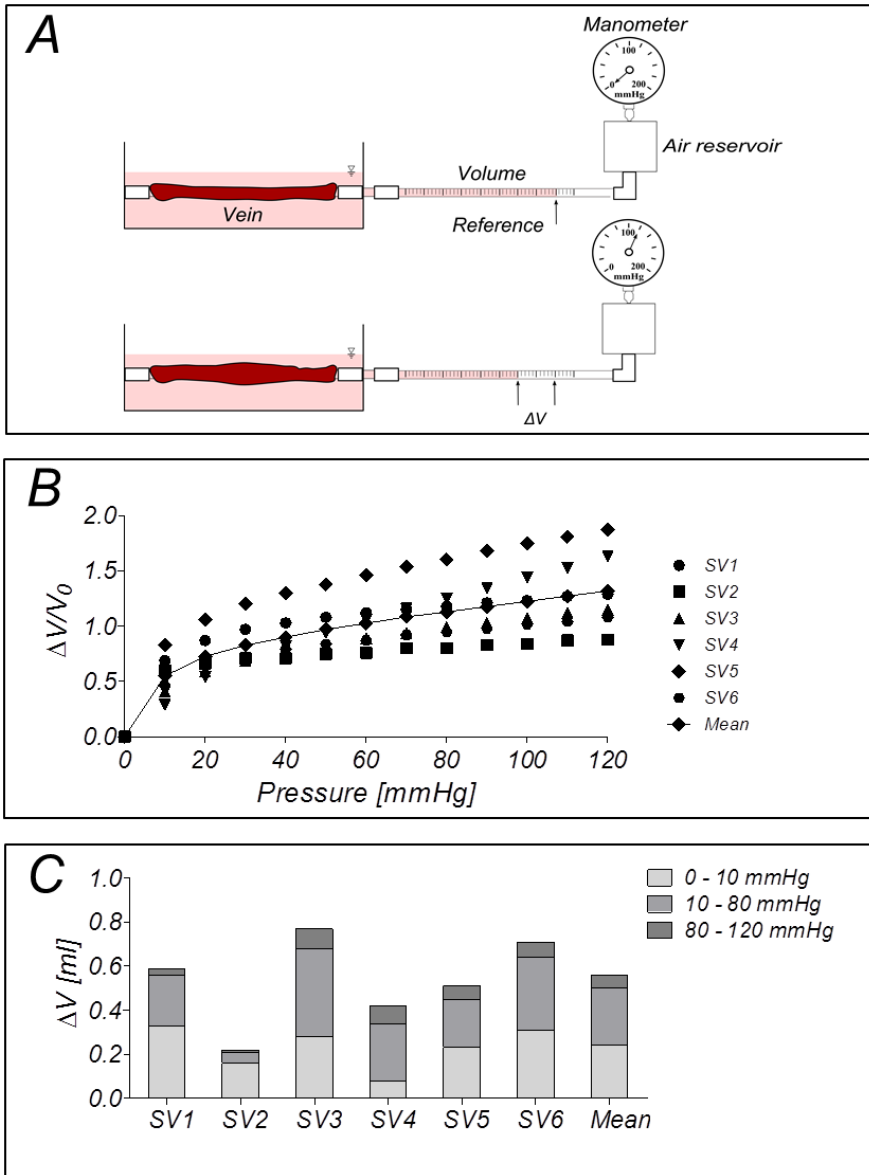 A
Manometer
100
0 200
mmHg
Air reservoir
Volume
Vein
Reference
100
0 200
mmHg
ΔV
B
2.0
1.5
1.0
0.5
0.0
ΔV/V0
0 20 40 60 80 100 120
Pressure [mmHg]
SV1
SV2
SV3
SV4
SV5
SV6
Mean
C
1.0
0.8
0.6
0.4
0.2
0.0
ΔV [ml]
SV1 SV2 SV3 SV4 SV5 SV6 Mean
0 - 10 mmHg
10 - 80 mmHg
80 - 120 mmHg